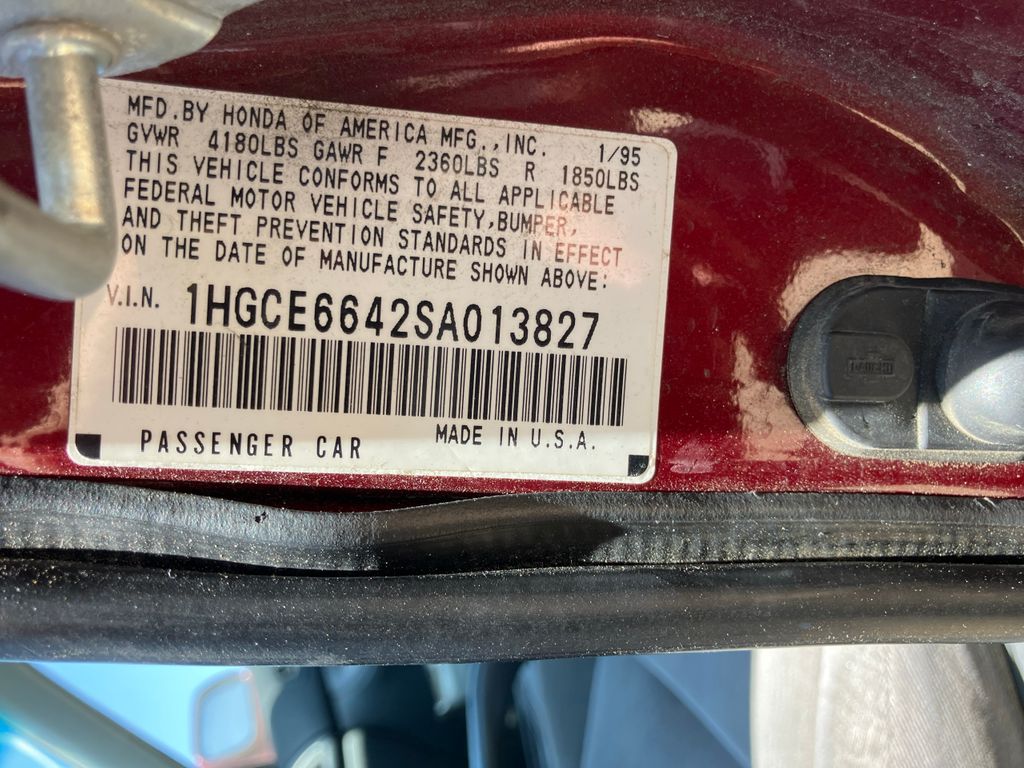 MFD.BY HONDA OF AMERICA MFG.,INC. 1/95
GVWR 4180LBS GAWR F 2360LBS R 1850LBS
THIS VEHICLE CONFORMS TO ALL APPLICABLE
FEDERAL MOTOR VEHICLE SAFETY,BUMPER,
AND THEFT PREVENTION STANDARDS IN EFFECT
ON THE DATE OF MANUFACTURE SHOWN ABOVE:
V.I.N. 1HGCE6642SA013827
PASSENGER CAR MADE IN U.S.A.